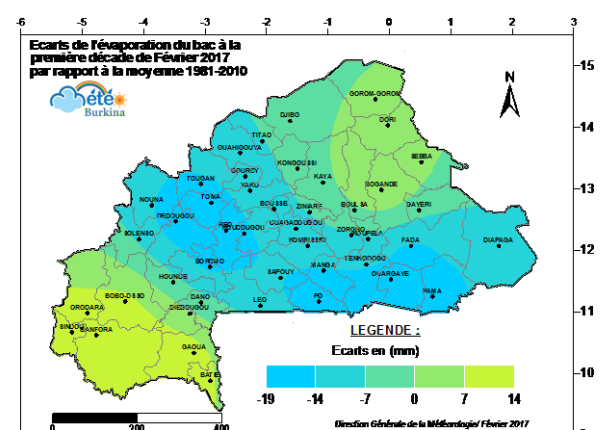 -6 -5 -4 -3 -2 -1 0 1 2 3
Ecarts de l'évaporation du bac à la
première décade de Février 2017
par rapport à la moyenne 1981-2010
Météo
Burkina
N
15
14
13
12
11
10
GOROM-GOROM
DORI
DJIBO
TITAO
OUAHIGOUYA
SEBBA
KONGOUSSI
GOURCY
KAYA
TOUGAN
YAKO
BOGANDE
NOUNA
TOMA
BOUSSE
ZINIARE
BOULSA
GAYERI
DEDOUGOU
REO
KOUDOUGOU
OUAGADOUGOU
ZORGHO
KOUPELA
SOLENSO
KOMBISSIRI
FADA
DIAPAGA
BOROMO
MANGA
TENKODOGO
HOUNDE
SAPOUY
OUARGAYE
BOBO-DSSO
DANO
LEO
PO
PAMA
ORODARA
DIEBOUGOU
SINDOU
BANFORA
GAOUA
BATIE
LEGENDE :
Ecarts en (mm)
-19 -14 -7 0 7 14
200 400
Direction Générale de la Météorologie/ Février 2017